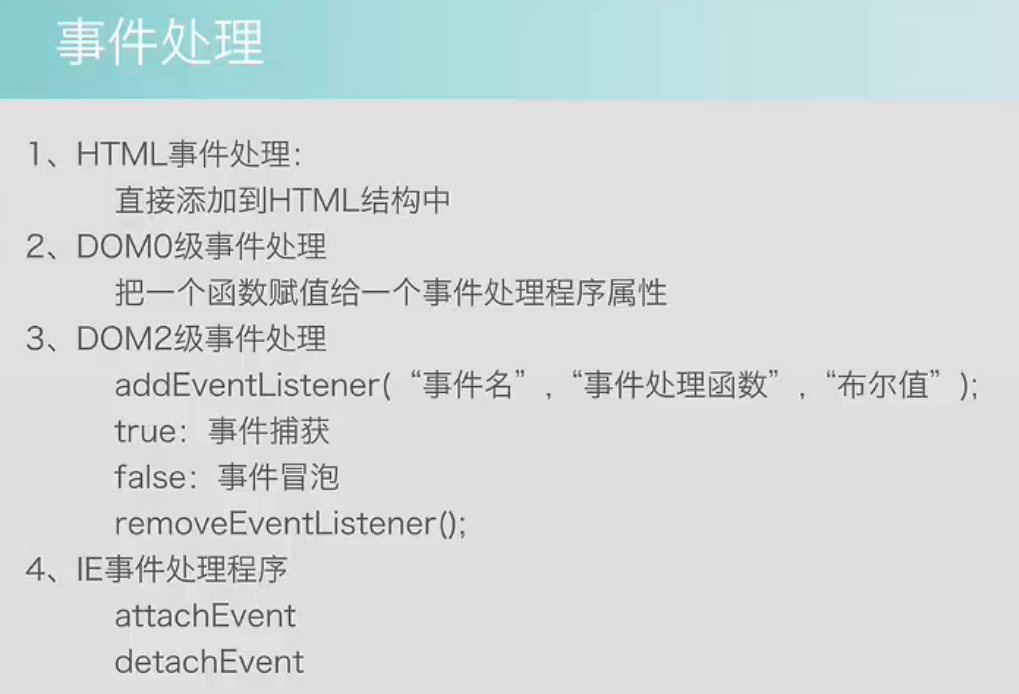 事件处理
1、HTML事件处理：
直接添加到HTML结构中
2、DOM0级事件处理
把一个函数赋值给一个事件处理程序属性
3、DOM2级事件处理
addEventListener(“事件名”,“事件处理函数”,“布尔值”);
true：事件捕获
false：事件冒泡
removeEventListener();
4、IE事件处理程序
attachEvent
detachEvent